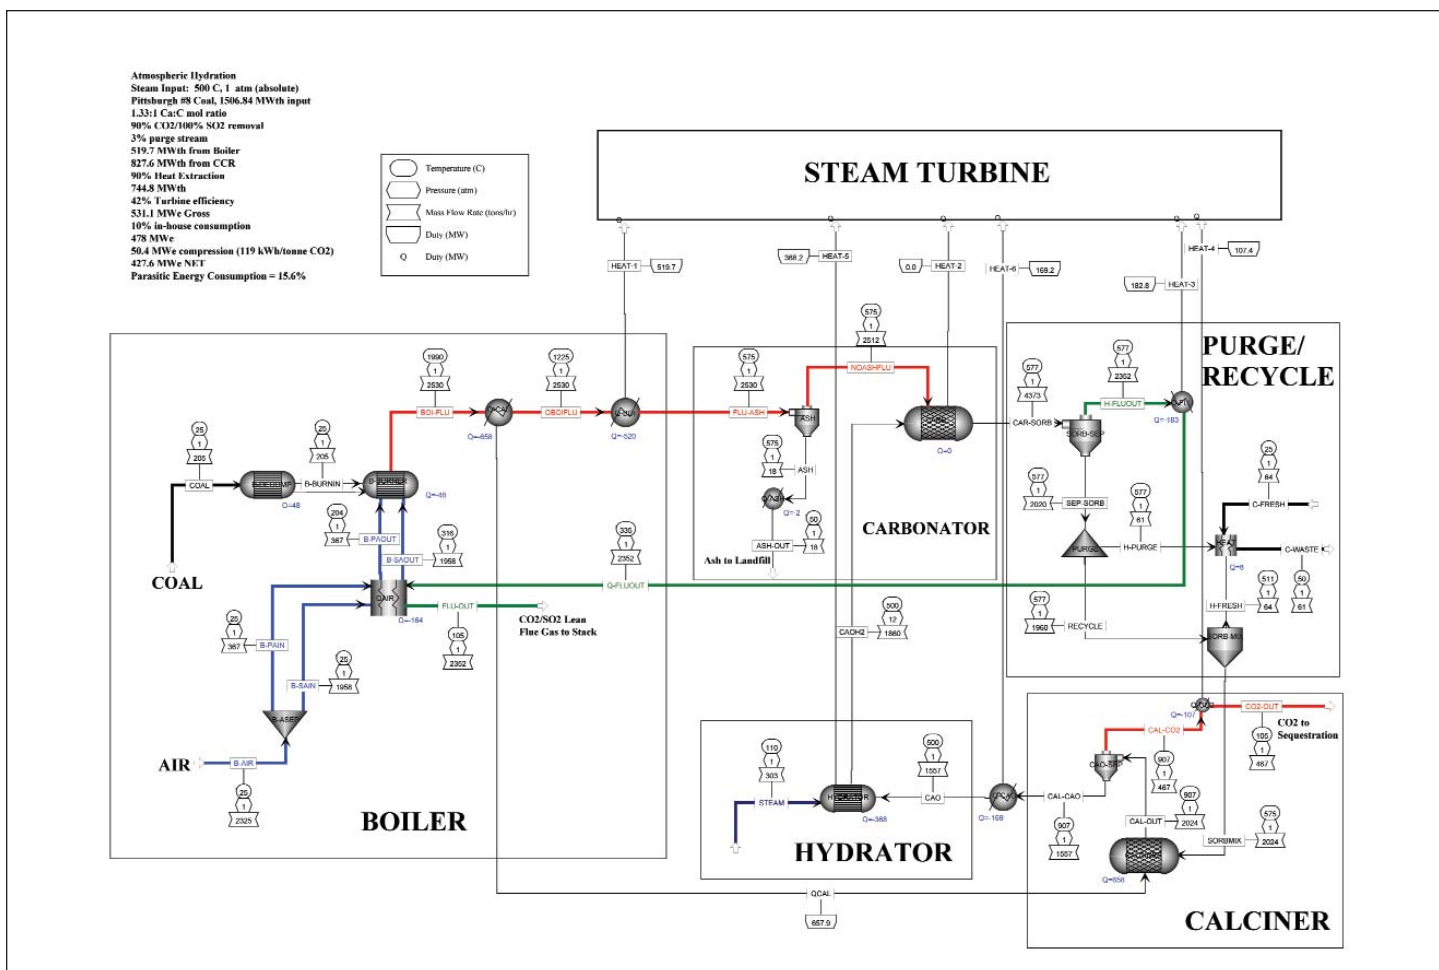 Atmospheric Hydration
Steam Input: 500 C, 1 atm (absolute)
Pittsburgh #8 Coal, 1506.84 MWth input
1.33:1 Ca:C mol ratio
90% CO2/100% SO2 removal
3% purge stream
519.7 MWth from Boiler
827.6 MWth from CCR
90% Heat Extraction
744.8 MWth
42% Turbine efficiency
531.1 MWe Gross
10% in-house consumption
478 MWe
50.4 MWe compression (119 kWh/tonne CO2)
427.6 MWe NET
Parasitic Energy Consumption = 15.6%
Temperature (C)
Pressure (atm)
Mass Flow Rate (tons/hr)
Duty (MW)
Q Duty (MW)
STEAM TURBINE
Q
Q
Q
Q
Q
Q
HEAT-1
519.7
368.2
HEAT-5
0.0
HEAT-2
HEAT-6
169.2
182.8
HEAT-3
HEAT-4
107.4
BOILER
1990
1
2530
BOI-FLU
Q=-658
1225
1
2530
QBOIFLU
Q=-520
575
1
2530
FLU-ASH
25
1
205
COAL
COAL
Q=48
25
1
205
B-BURNIN
B-BURNER
Q=-48
204
1
367
B-PAOUT
316
1
1958
B-SAOUT
QAIR
Q=-164
335
1
2352
Q-FLUOUT
FLU-OUT
105
1
2352
CO2/SO2 Lean
Flue Gas to Stack
25
1
367
B-PAIN
25
1
1958
B-SAIN
B-ASEP
AIR
B-AIR
25
1
2325
CARBONATOR
575
1
2512
NOASHFLU
ASH
575
1
18
ASH
Q=-2
50
1
18
ASH-OUT
Ash to Landfill
Q=0
500
12
1860
CAOH2
PURGE/
RECYCLE
577
1
4373
CAR-SORB
SORB-SEP
577
1
2352
H-FLUOUT
Q=-183
577
1
2020
SEP-SORB
PURGE
577
1
61
H-PURGE
25
1
64
C-FRESH
HEAT
Q=6
C-WASTE
50
1
61
511
1
64
H-FRESH
577
1
1960
RECYCLE
SORB-MIX
HYDRATOR
110
1
303
STEAM
Q=-368
500
1
1557
CAO
Q=-169
CALCINER
Q=-107
CO2-OUT
CO2 to
Sequestration
105
1
467
CAL-CO2
907
1
467
CAO-SEP
CAL-CAO
907
1
1557
CAL-OUT
907
1
2024
Q=658
575
1
2024
SORBMIX
QCAL
657.9